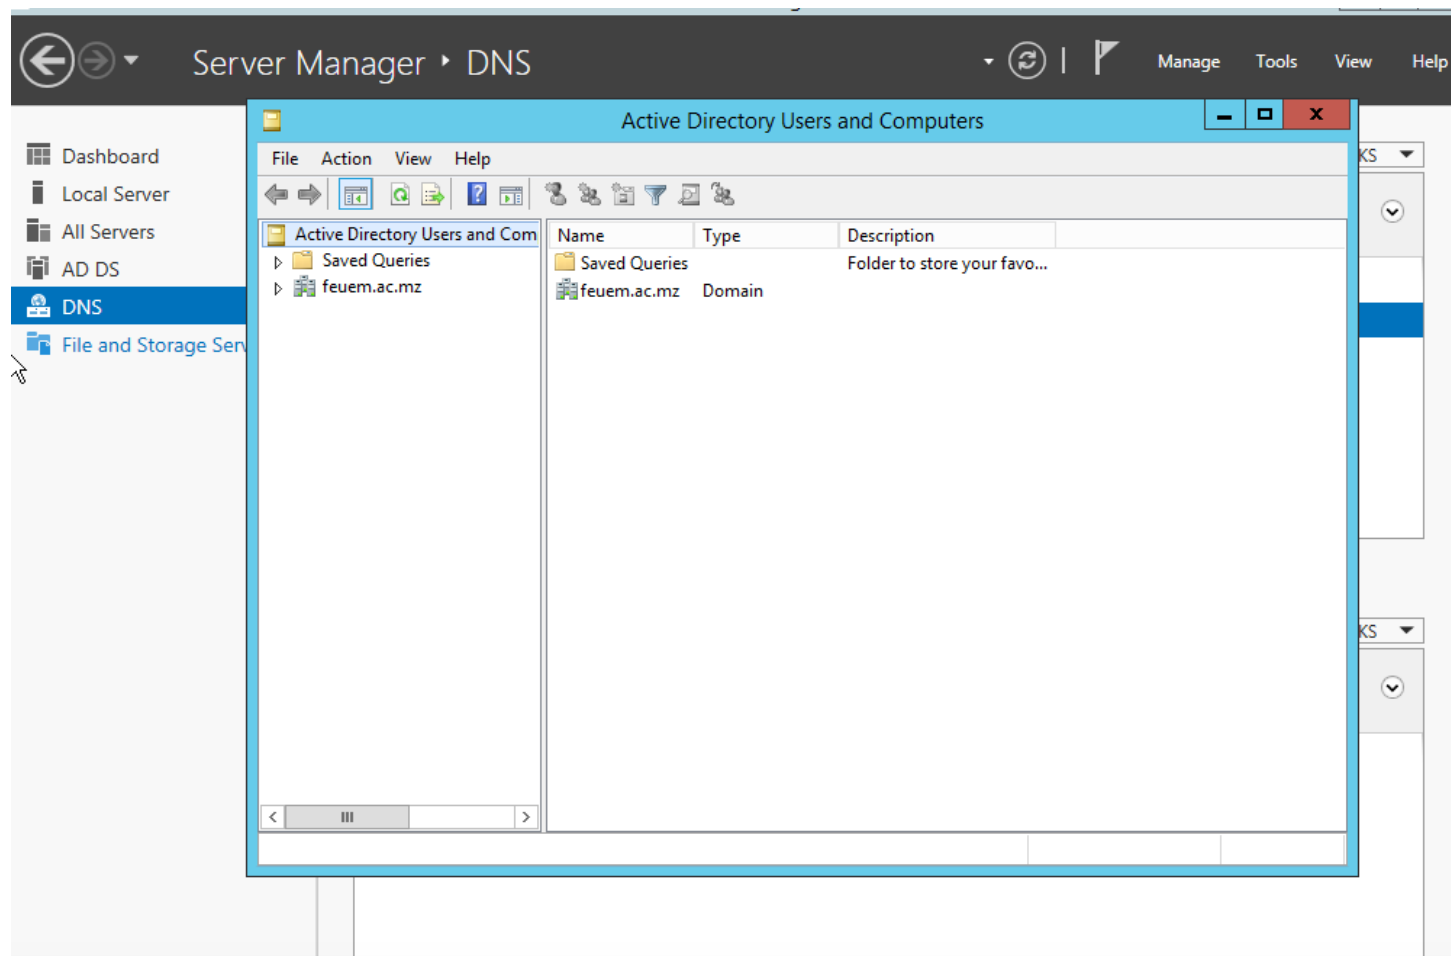 Server Manager ‣ DNS
Manage Tools View Help
Dashboard
Local Server
All Servers
AD DS
DNS
File and Storage Serv
Active Directory Users and Computers
File Action View Help
Active Directory Users and Com
Saved Queries
feuem.ac.mz
Name Type Description
Saved Queries Folder to store your favo...
feuem.ac.mz Domain
KS
KS